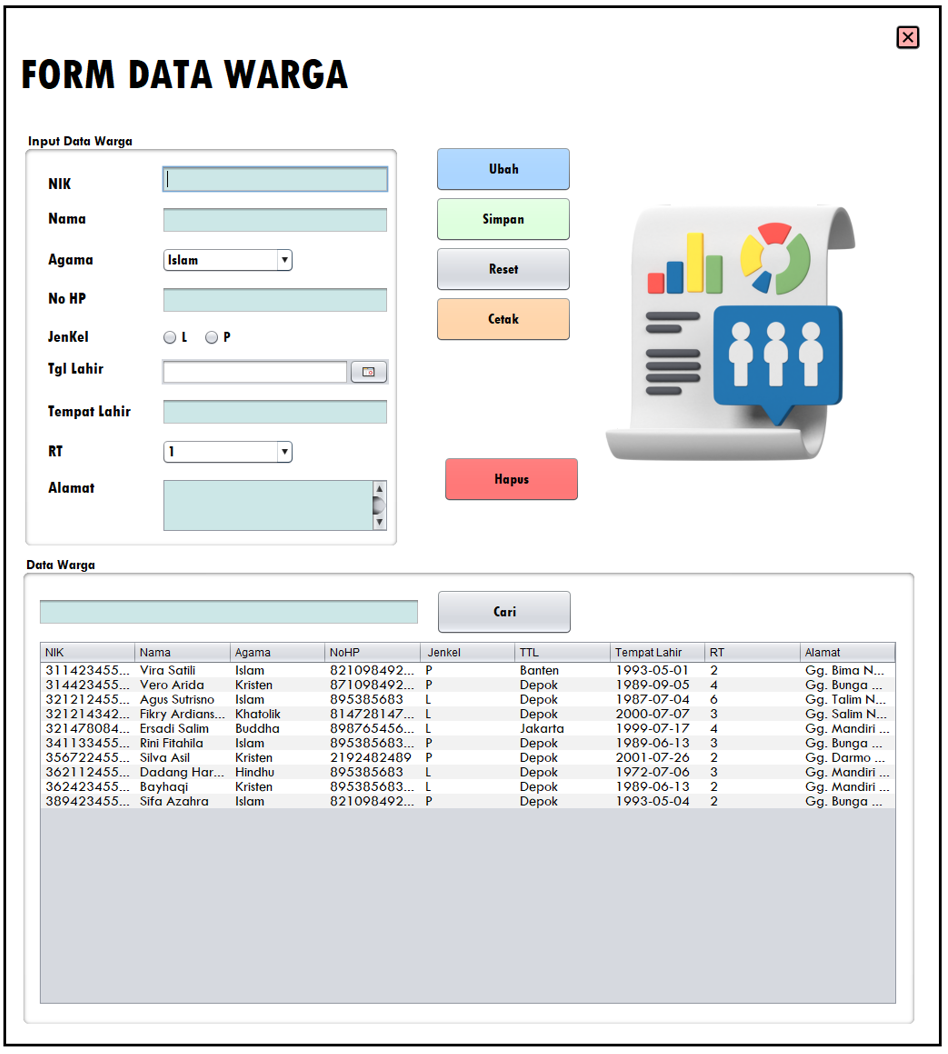 FORM DATA WARGA
Input Data Warga
NIK
Nama
Agama Islam
No HP
JenKel L P
Tgl Lahir
Tempat Lahir
RT 1
Alamat
Ubah
Simpan
Reset
Cetak
Hapus
Data Warga
Cari
NIK Nama Agama NoHP Jenkel TTL Tempat Lahir RT Alamat
311423455... Vira Satili Islam 821098492... P Banten 1993-05-01 2 Gg. Bima N...
314423455... Vero Arida Kristen 871098492... P Depok 1989-09-05 4 Gg. Bunga ...
321212455... Agus Sutrisno Islam 895385683 L Depok 1987-07-04 6 Gg. Talim N...
321214342... Fikry Ardians... Khatolik 814728147... L Depok 2000-07-07 3 Gg. Salim N...
321478084... Ersadi Salim Buddha 898765456... L Jakarta 1999-07-17 4 Gg. Mandiri ...
341133455... Rini Fitahila Islam 895385683... P Depok 1989-06-13 3 Gg. Bunga ...
356722455... Silva Asil Kristen 2192482489 P Depok 2001-07-26 2 Gg. Darmo ...
362112455... Dadang Har... Hindhu 895385683 L Depok 1972-07-06 3 Gg. Mandiri ...
362423455... Bayhaqi Kristen 895385683... L Depok 1989-06-13 2 Gg. Mandiri ...
389423455... Sifa Azahra Islam 821098492... P Depok 1993-05-04 2 Gg. Bunga ...